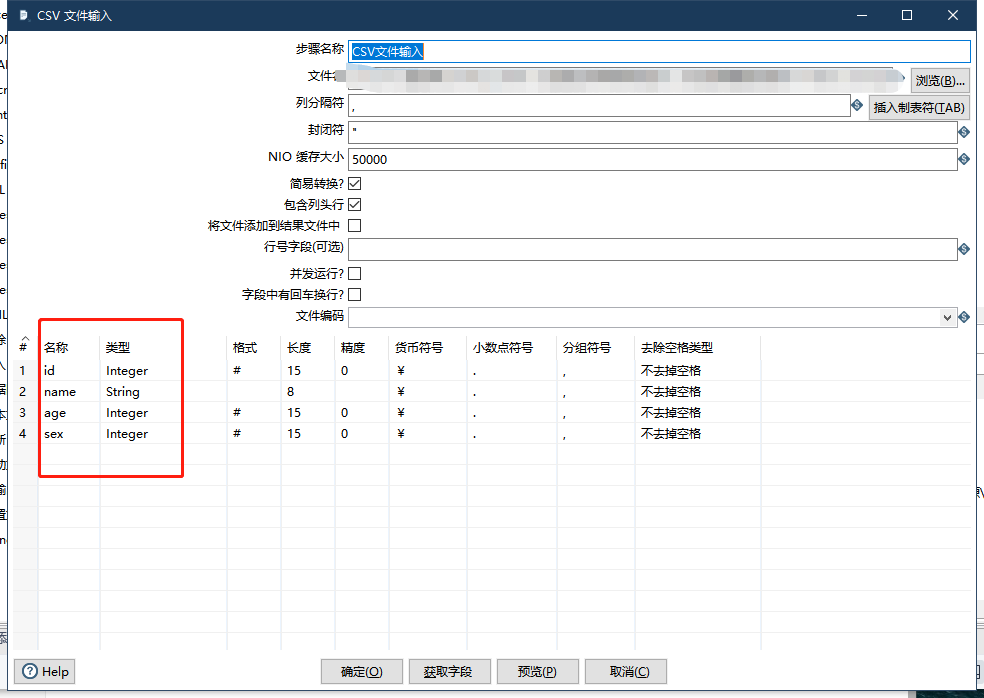 CSV 文件输入
步骤名称 CSV文件输入
文件名
浏览(B)...
列分隔符 ,
插入制表符(TAB)
封闭符 "
NIO 缓存大小 50000
简易转换?
包含列头行
将文件添加到结果文件中
行号字段(可选)
并发运行?
字段中有回车换行?
文件编码
# 名称 类型 格式 长度 精度 货币符号 小数点符号 分组符号 去除空格类型
1 id Integer # 15 0 ¥ . , 不去掉空格
2 name String 8 ¥ . , 不去掉空格
3 age Integer # 15 0 ¥ . , 不去掉空格
4 sex Integer # 15 0 ¥ . , 不去掉空格
Help 确定(O) 获取字段 预览(P) 取消(C)